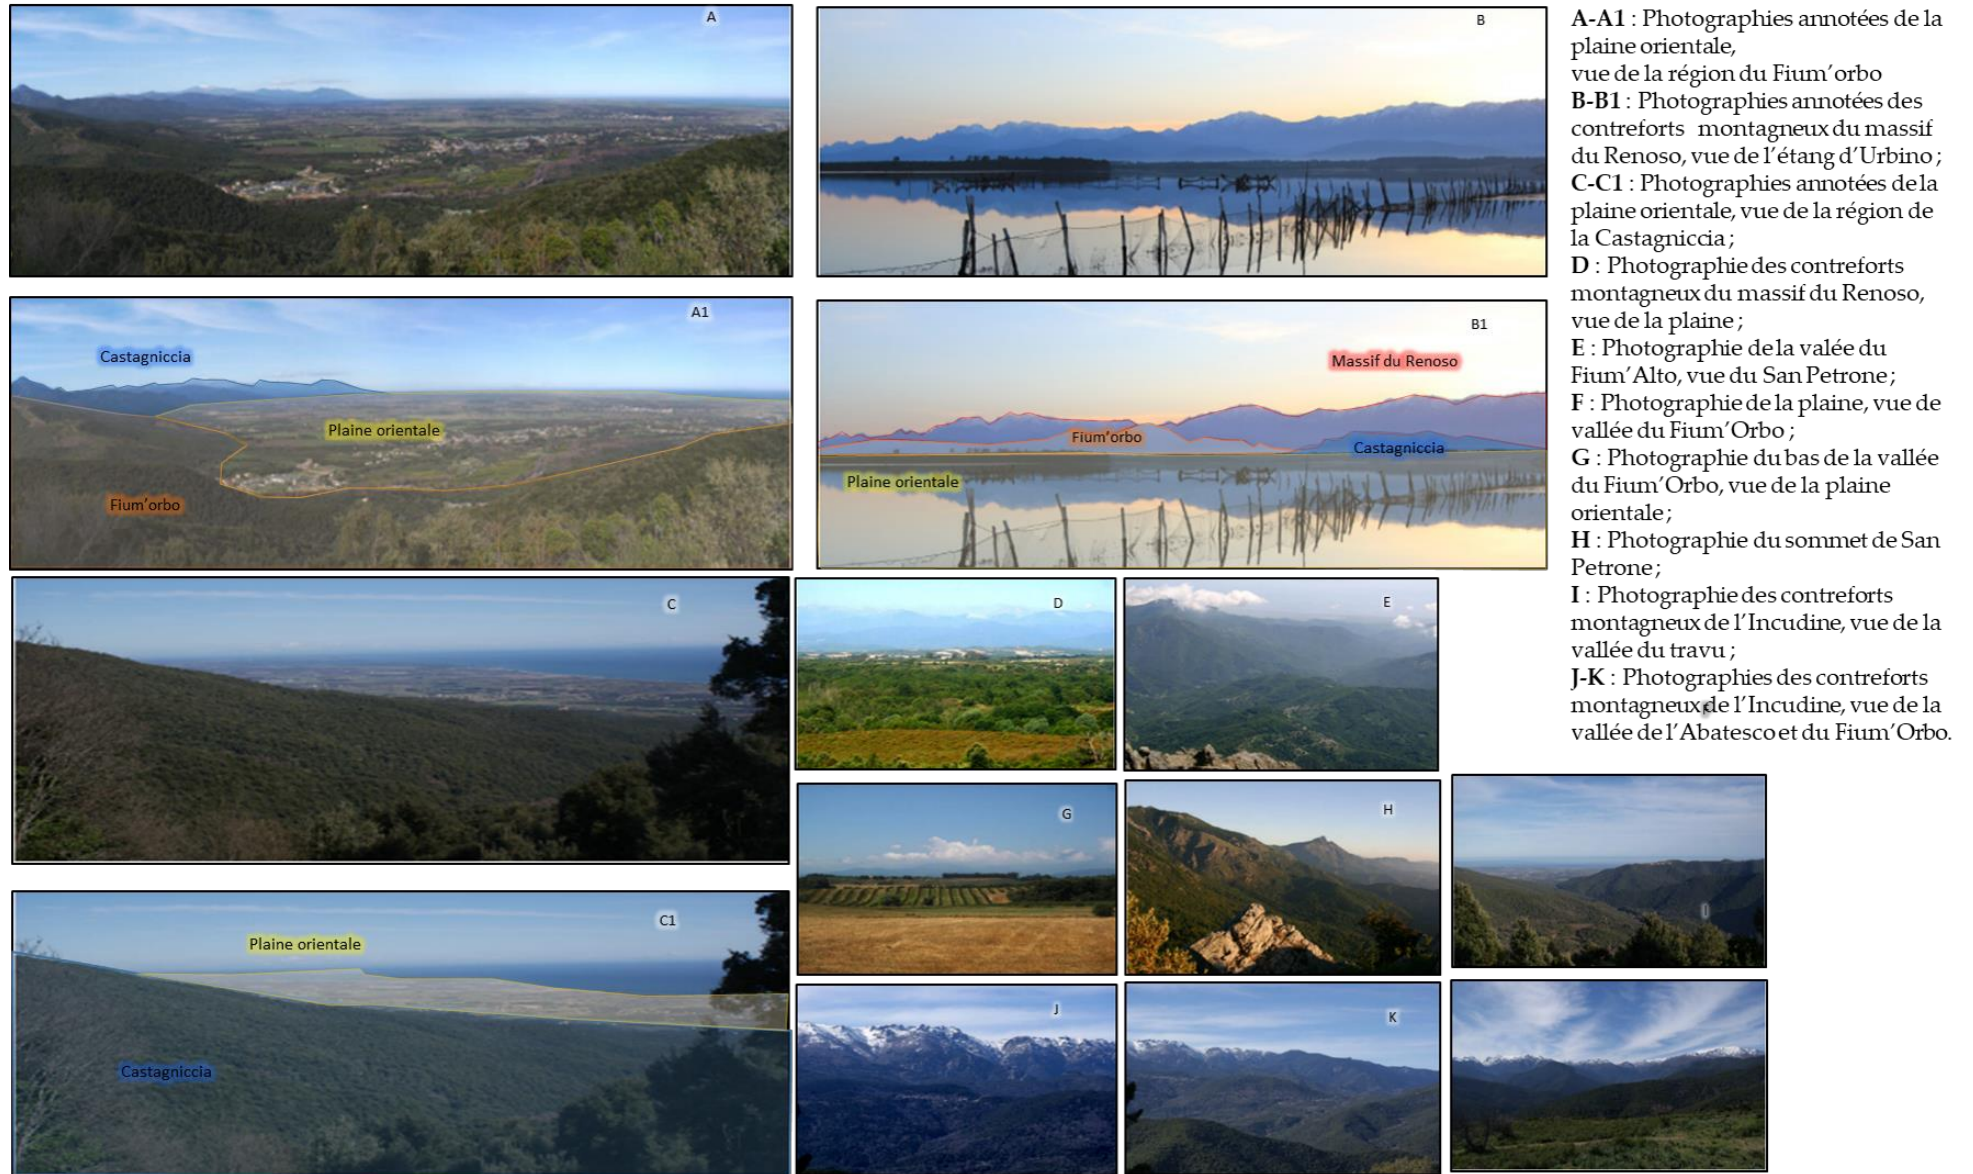 A
B
A1
Castagniccia
Plaine orientale
Fium'orbo
B1
Massif du Renoso
Fium'orbo
Castagniccia
Plaine orientale
C
D
E
G
H
C1
Plaine orientale
Castagniccia
J
K
A-A1 : Photographies annotées de la
plaine orientale,
vue de la région du Fium'orbo
B-B1 : Photographies annotées des
contreforts montagneux du massif
du Renoso, vue de l'étang d'Urbino ;
C-C1 : Photographies annotées de la
plaine orientale, vue de la région de
la Castagniccia ;
D : Photographie des contreforts
montagneux du massif du Renoso,
vue de la plaine ;
E : Photographie de la valée du
Fium'Alto, vue du San Petrone ;
F : Photographie de la plaine, vue de
vallée du Fium'Orbo ;
G : Photographie du bas de la vallée
du Fium'Orbo, vue de la plaine
orientale ;
H : Photographie du sommet de San
Petrone ;
I : Photographie des contreforts
montagneux de l'Incudine, vue de la
vallée du travu ;
J-K : Photographies des contreforts
montagneux de l'Incudine, vue de la
vallée de l'Abatesco et du Fium'Orbo.